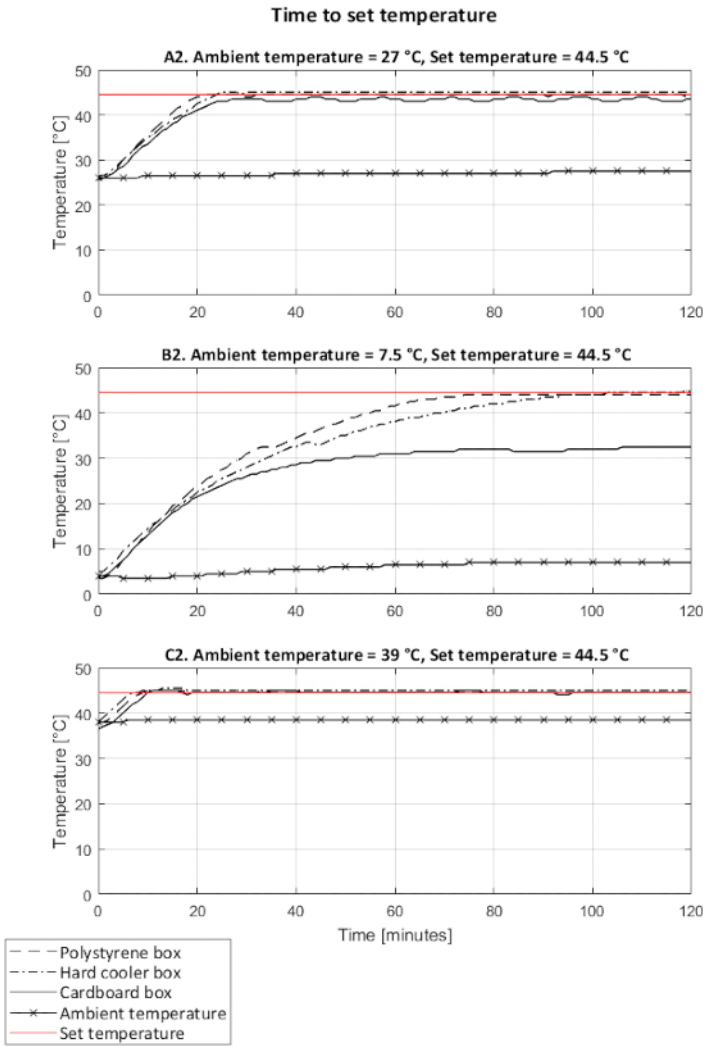 Time to set temperature
A2. Ambient temperature = 27 °C, Set temperature = 44.5 °C
50
40
30
20
10
0
Temperature [°C]
0 20 40 60 80 100 120
B2. Ambient temperature = 7.5 °C, Set temperature = 44.5 °C
50
40
30
20
10
0
Temperature [°C]
0 20 40 60 80 100 120
C2. Ambient temperature = 39 °C, Set temperature = 44.5 °C
50
40
30
20
10
0
Temperature [°C]
0 20 40 60 80 100 120
Time [minutes]
Polystyrene box
Hard cooler box
Cardboard box
Ambient temperature
Set temperature